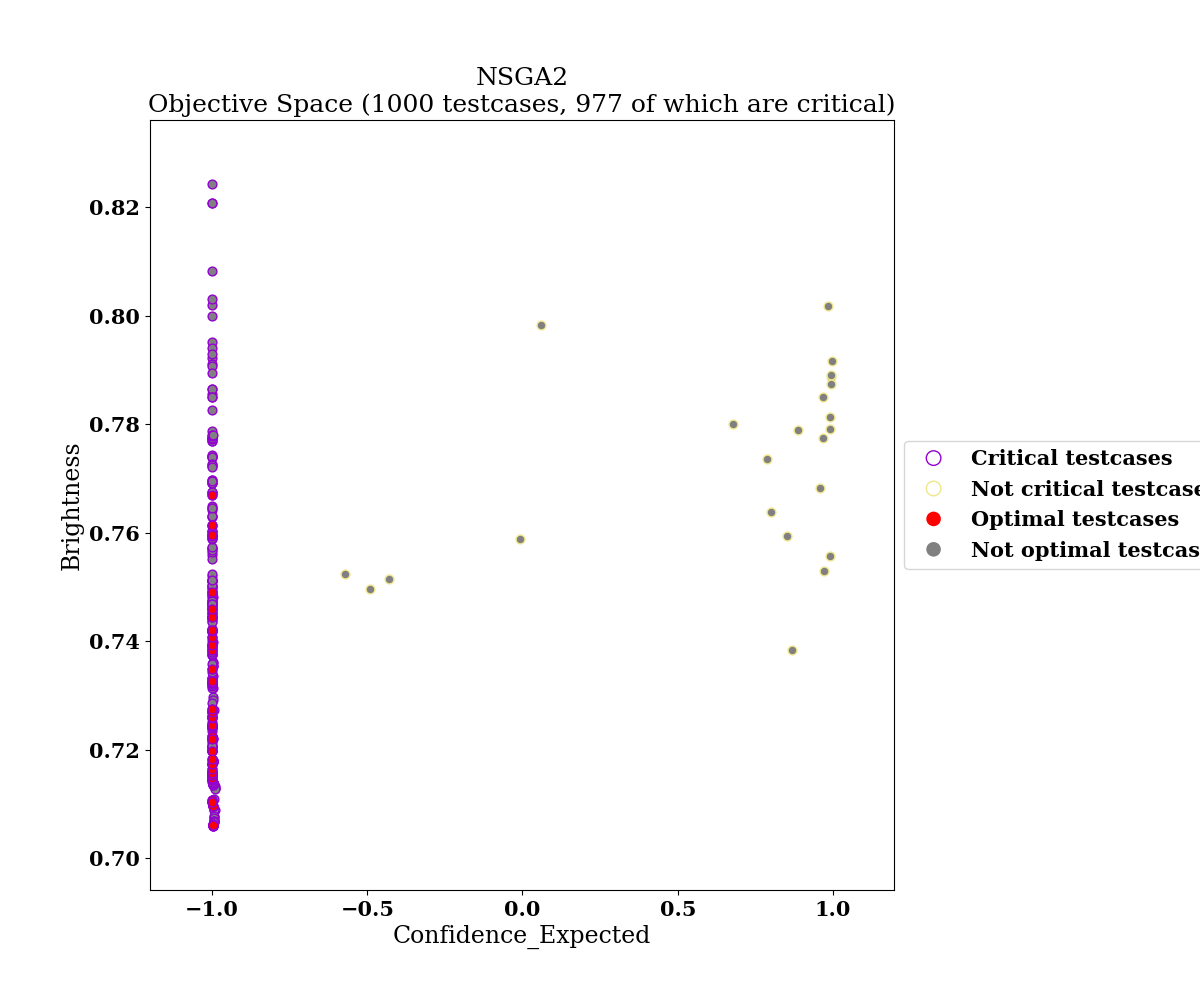 NSGA2
Objective Space (1000 testcases, 977 of which are critical)
Brightness
0.82
0.80
0.78
0.76
0.74
0.72
0.70
−1.0
−0.5
0.0
0.5
1.0
Confidence_Expected
Critical testcases
Not critical testcase
Optimal testcases
Not optimal testcas